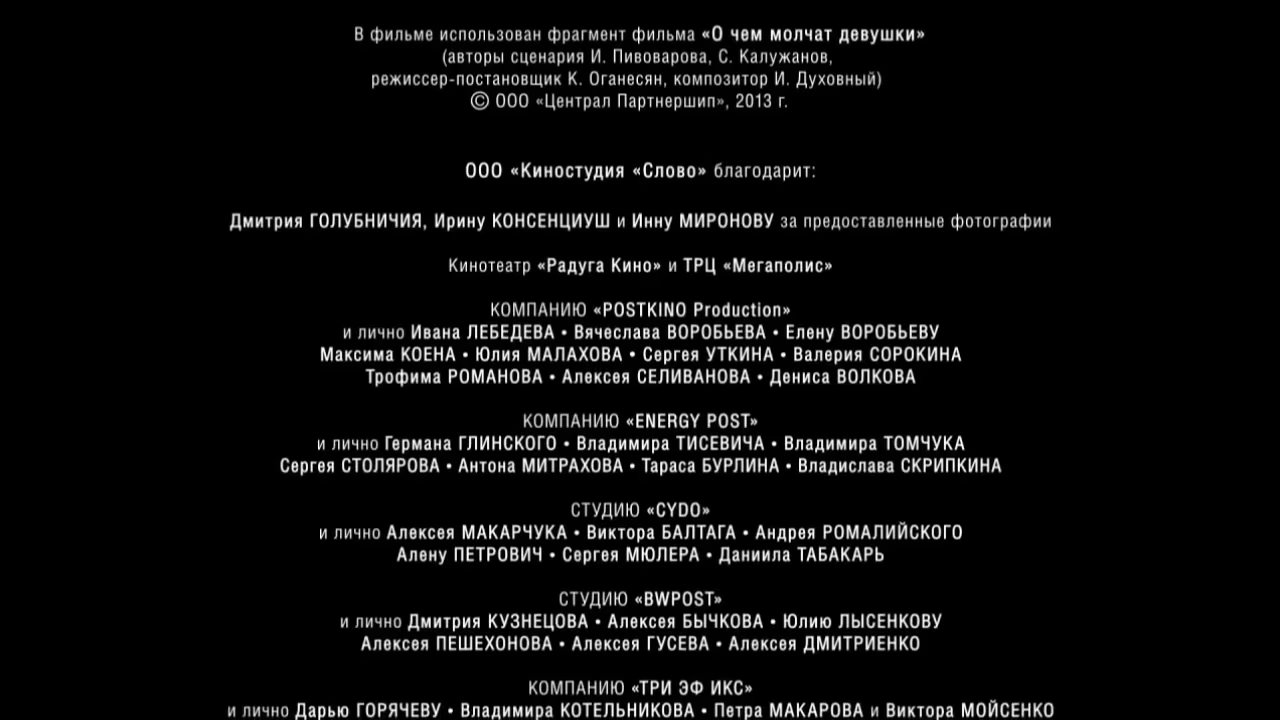 В фильме использован фрагмент фильма «О чем молчат девушки»
(авторы сценария И. Пивоварова, С. Калужанов,
режиссер-постановщик К. Оганесян, композитор И. Духовный)
© ООО «Централ Партнершип», 2013 г.
ООО «Киностудия «Слово» благодарит:
Дмитрия ГОЛУБНИЧИЯ, Ирину КОНСЕНЦИУШ и Инну МИРОНОВУ за предоставленные фотографии
Кинотеатр «Радуга Кино» и ТРЦ «Мегаполис»
КОМПАНИЮ «POSTKINO Production»
и лично Ивана ЛЕБЕДЕВА • Вячеслава ВОРОБЬЕВА • Елену ВОРОБЬЕВУ
Максима КОЕНА • Юлия МАЛАХОВА • Сергея УТКИНА • Валерия СОРОКИНА
Трофима РОМАНОВА • Алексея СЕЛИВАНОВА • Дениса ВОЛКОВА
КОМПАНИЮ «ENERGY POST»
и лично Германа ГЛИНСКОГО • Владимира ТИСЕВИЧА • Владимира ТОМЧУКА
Сергея СТОЛЯРОВА • Антона МИТРАХОВА • Тараса БУРЛИНА • Владислава СКРИПКИНА
СТУДИЮ «CYDO»
и лично Алексея МАКАРЧУКА • Виктора БАЛТАГА • Андрея РОМАЛИЙСКОГО
Алену ПЕТРОВИЧ • Сергея МЮЛЕРА • Даниила ТАБАКАРЬ
СТУДИЮ «BWPOST»
и лично Дмитрия КУЗНЕЦОВА • Алексея БЫЧКОВА • Юлию ЛЫСЕНКОВУ
Алексея ПЕШЕХОНОВА • Алексея ГУСЕВА • Алексея ДМИТРИЕНКО
КОМПАНИЮ «ТРИ ЭФ ИКС»
и лично Дарью ГОРЯЧЕВУ • Владимира КОТЕЛЬНИКОВА • Петра МАКАРОВА и Виктора МОЙСЕНКО